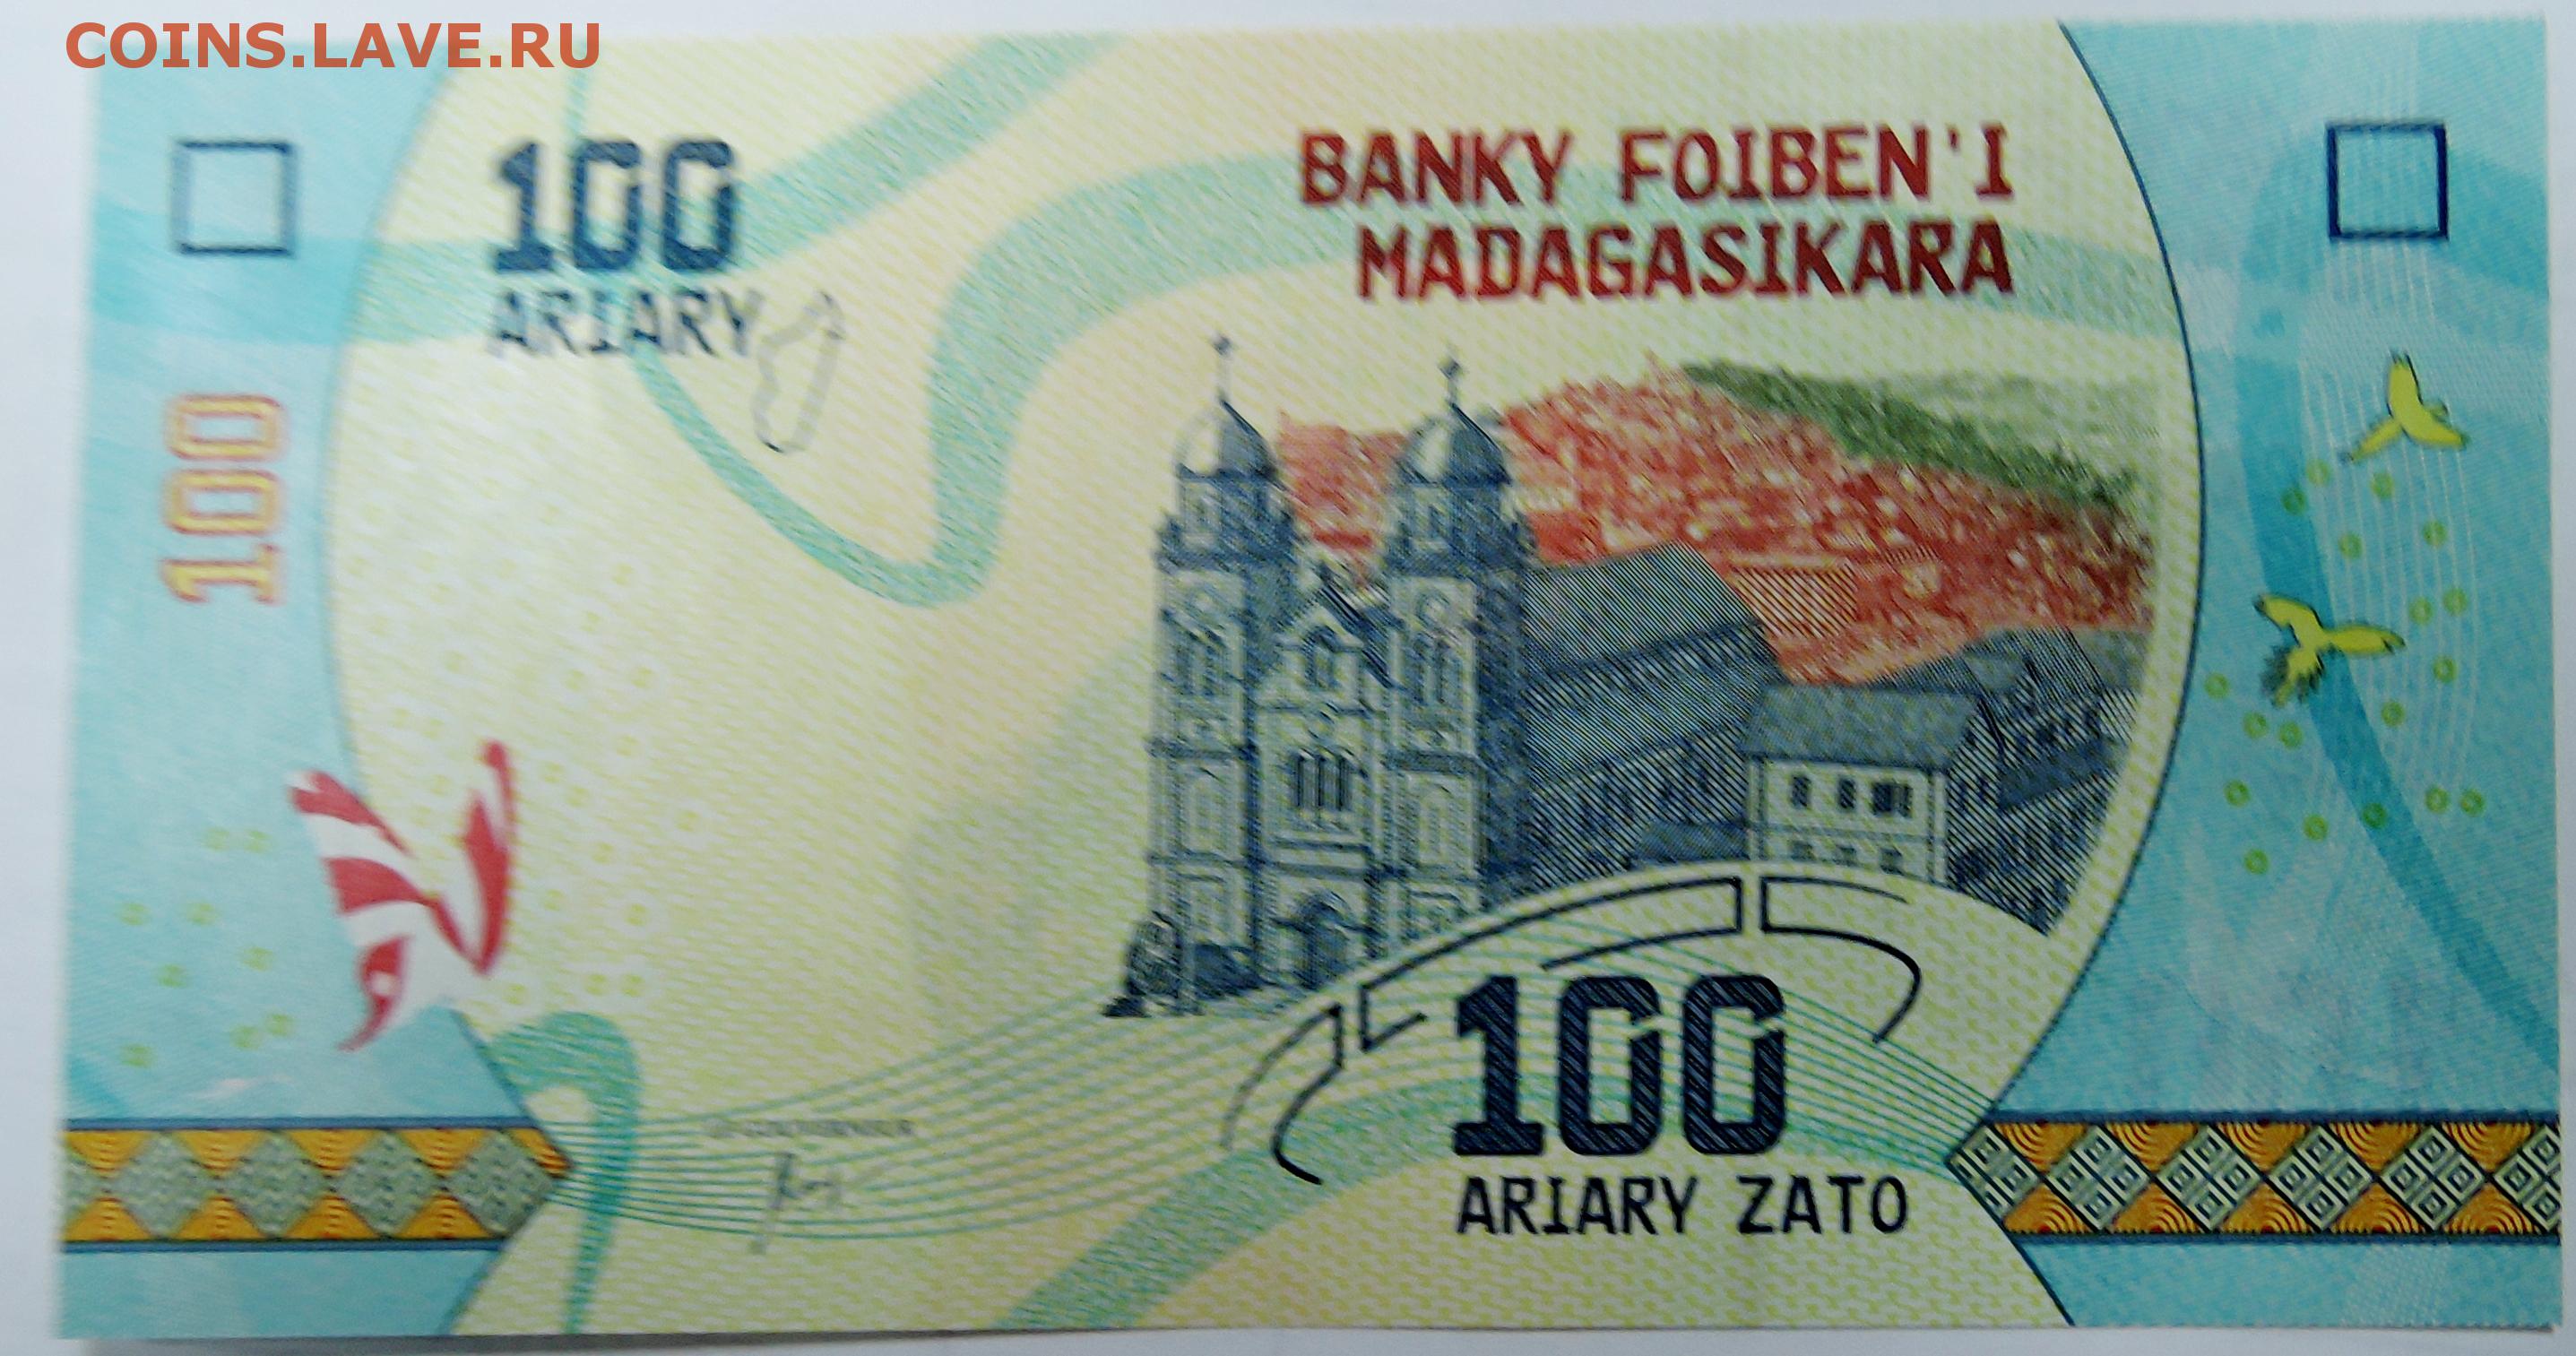 COINS.LAVE.RU
100
ARIARY
BANKY FOIBEN'I
MADAGASIKARA
100
100
ARIARY ZATO